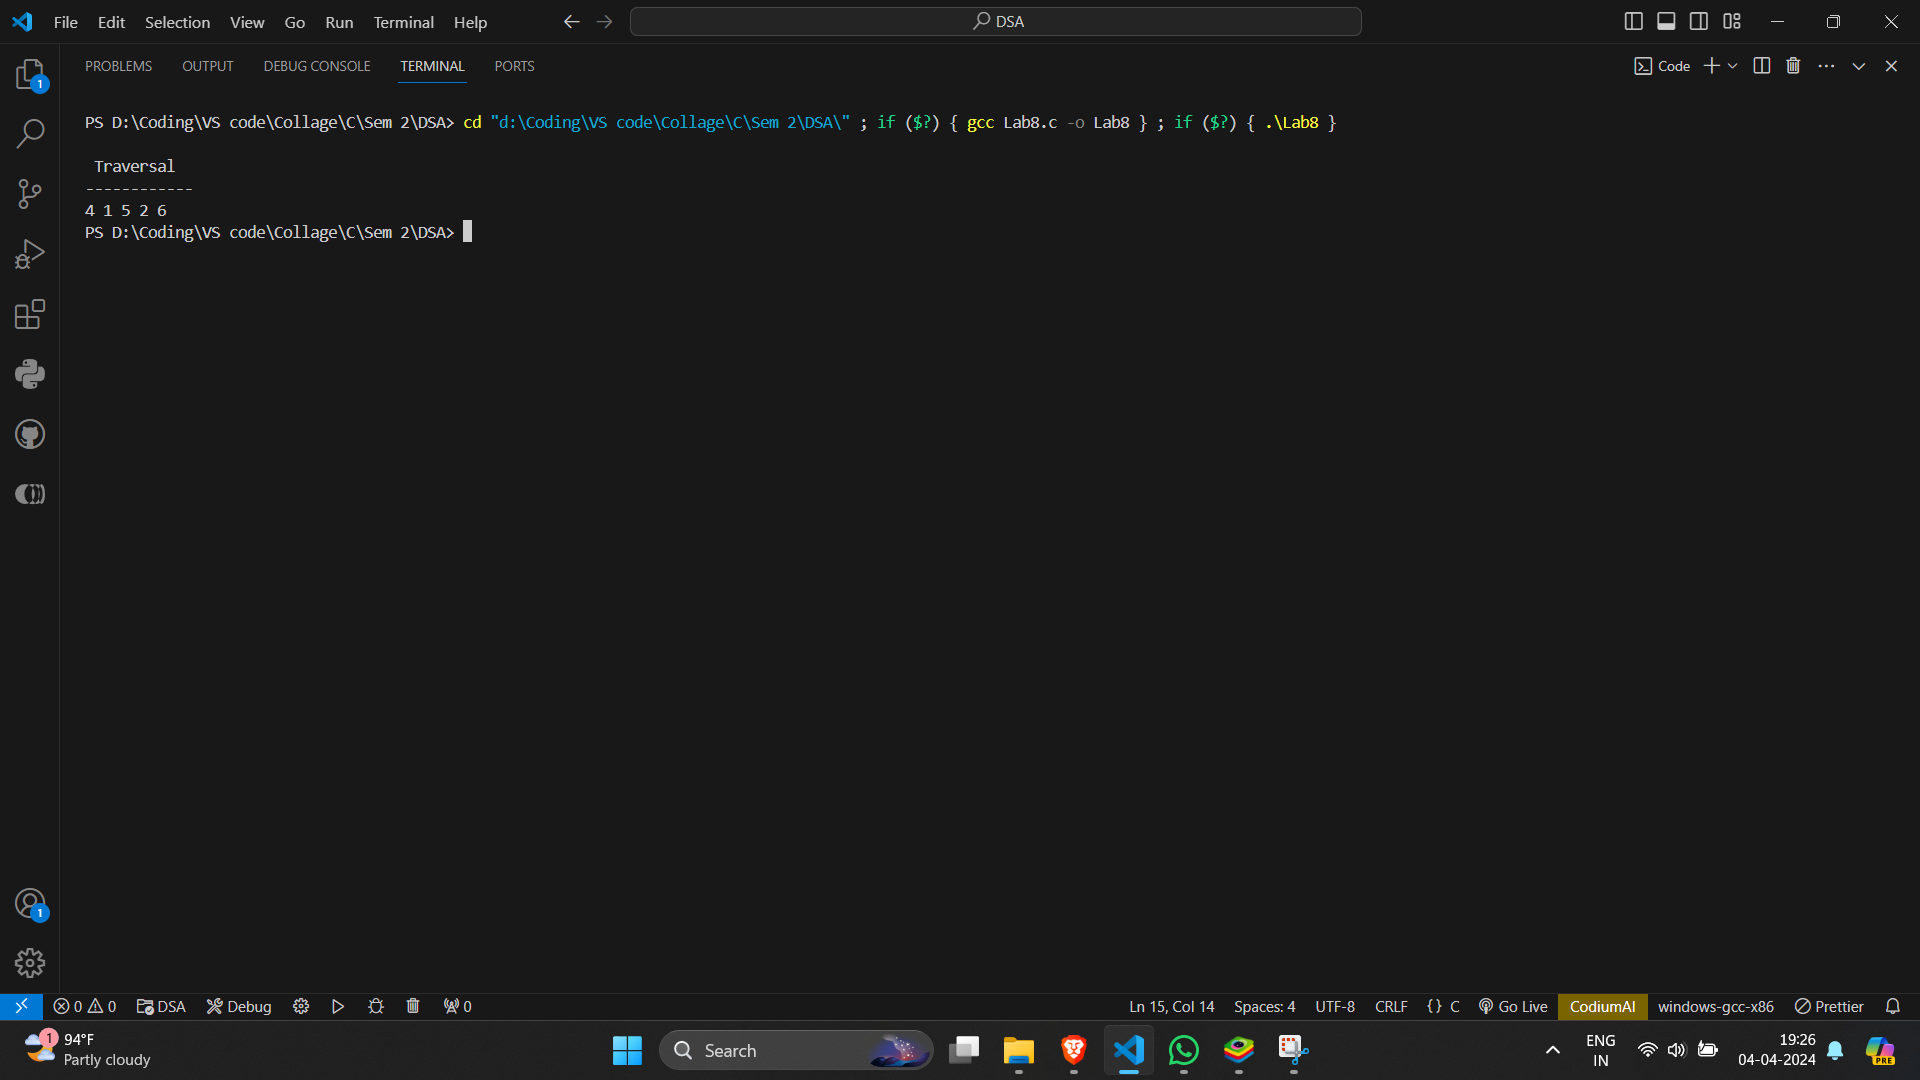 File Edit Selection View Go Run Terminal Help
DSA
PROBLEMS OUTPUT DEBUG CONSOLE TERMINAL PORTS
Code
1
PS D:\Coding\VS code\Collage\C\Sem 2\DSA> cd "d:\Coding\VS code\Collage\C\Sem 2\DSA\" ; if ($?) { gcc Lab8.c -o Lab8 } ; if ($?) { .\Lab8 }
Traversal
------------
4 1 5 2 6
PS D:\Coding\VS code\Collage\C\Sem 2\DSA>
1
0 0 DSA Debug 0
Ln 15, Col 14 Spaces: 4 UTF-8 CRLF {} C Go Live CodiumAI windows-gcc-x86 Prettier
1
94°F
Partly cloudy
Search
ENG
IN
19:26
04-04-2024
PRE